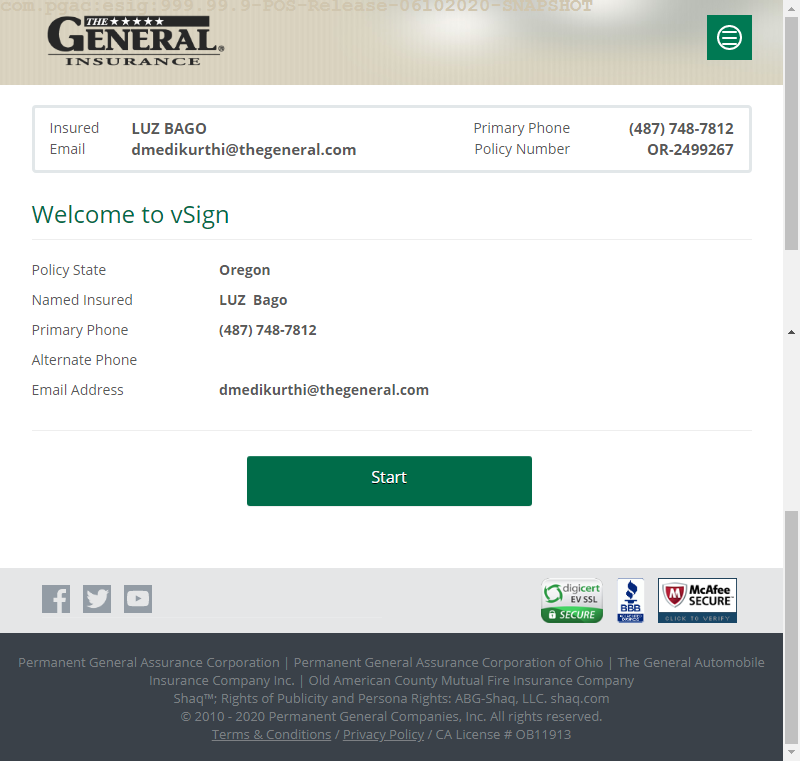 com.pgac:esig:999.99.9-POS-Release-06102020-SNAPSHOT
THE
GENERAL®
INSURANCE
Insured LUZ BAGO Primary Phone (487) 748-7812
Email dmedikurthi@thegeneral.com Policy Number OR-2499267
Welcome to vSign
Policy State Oregon
Named Insured LUZ Bago
Primary Phone (487) 748-7812
Alternate Phone
Email Address dmedikurthi@thegeneral.com
Start
digicert
EV SSL
SECURE
BBB
McAfee
SECURE™
CLICK TO VERIFY
Permanent General Assurance Corporation | Permanent General Assurance Corporation of Ohio | The General Automobile
Insurance Company Inc. | Old American County Mutual Fire Insurance Company
Shaq™; Rights of Publicity and Persona Rights: ABG-Shaq, LLC. shaq.com
© 2010 - 2020 Permanent General Companies, Inc. All rights reserved.
Terms & Conditions / Privacy Policy / CA License # OB11913